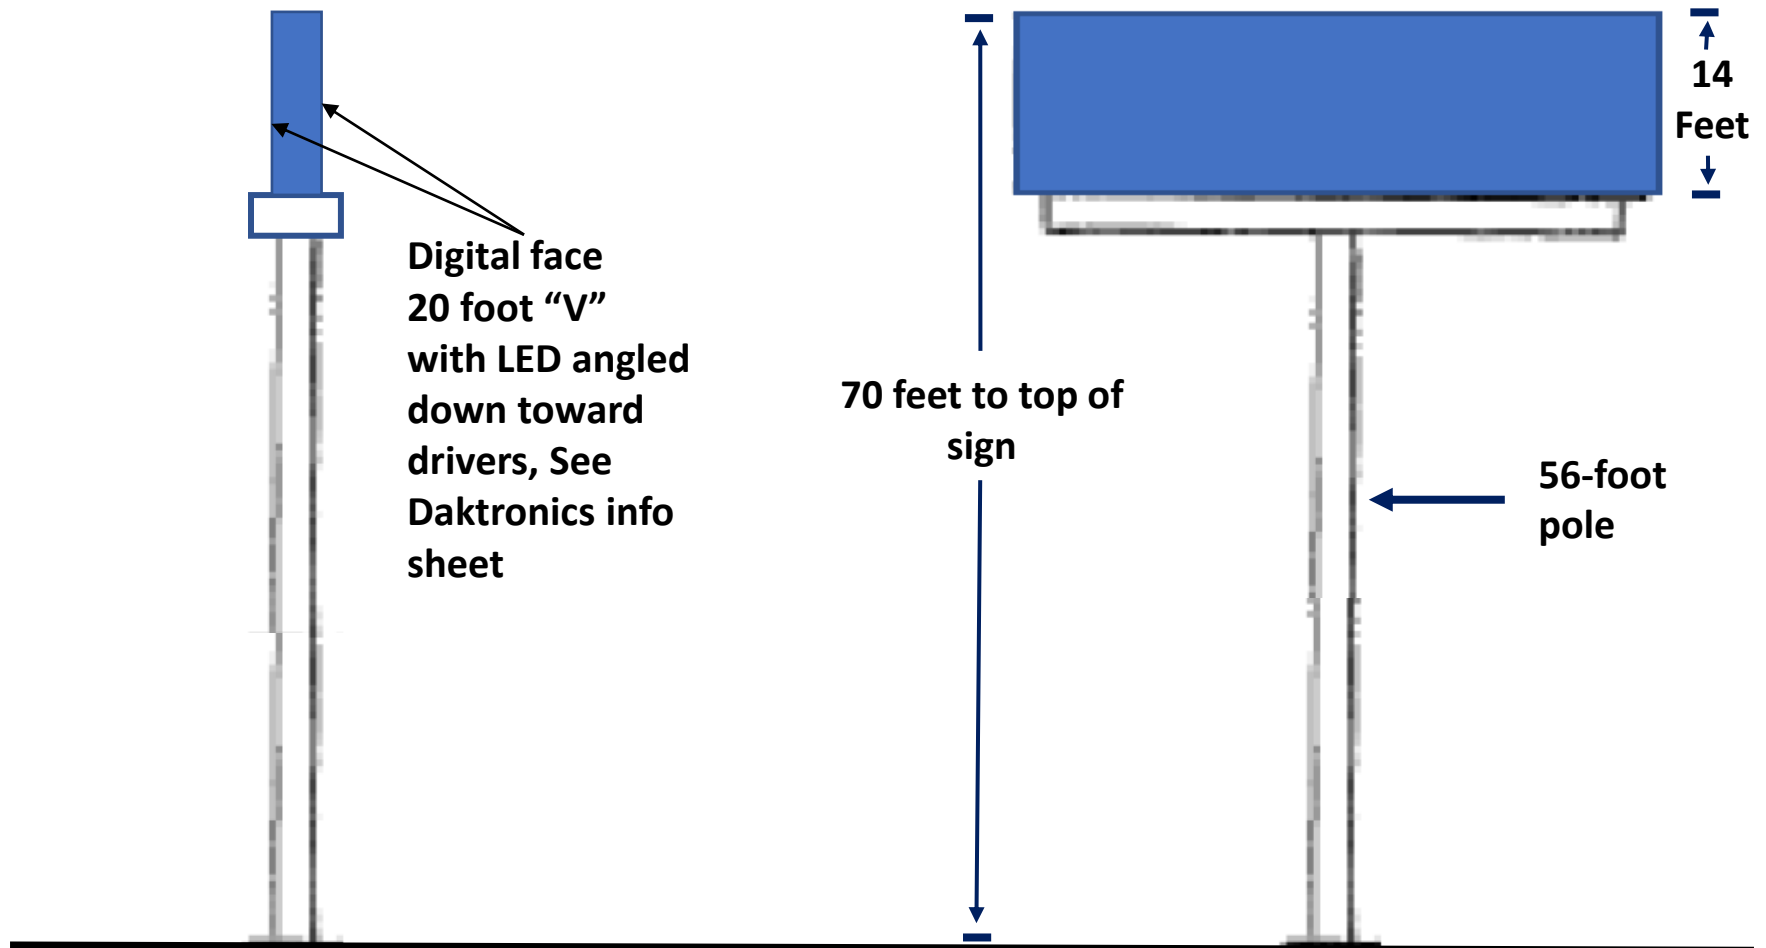 Digital face
20 foot “V”
with LED angled
down toward
drivers, See
Daktronics info
sheet
70 feet to top of
sign
14
Feet
56-foot
pole